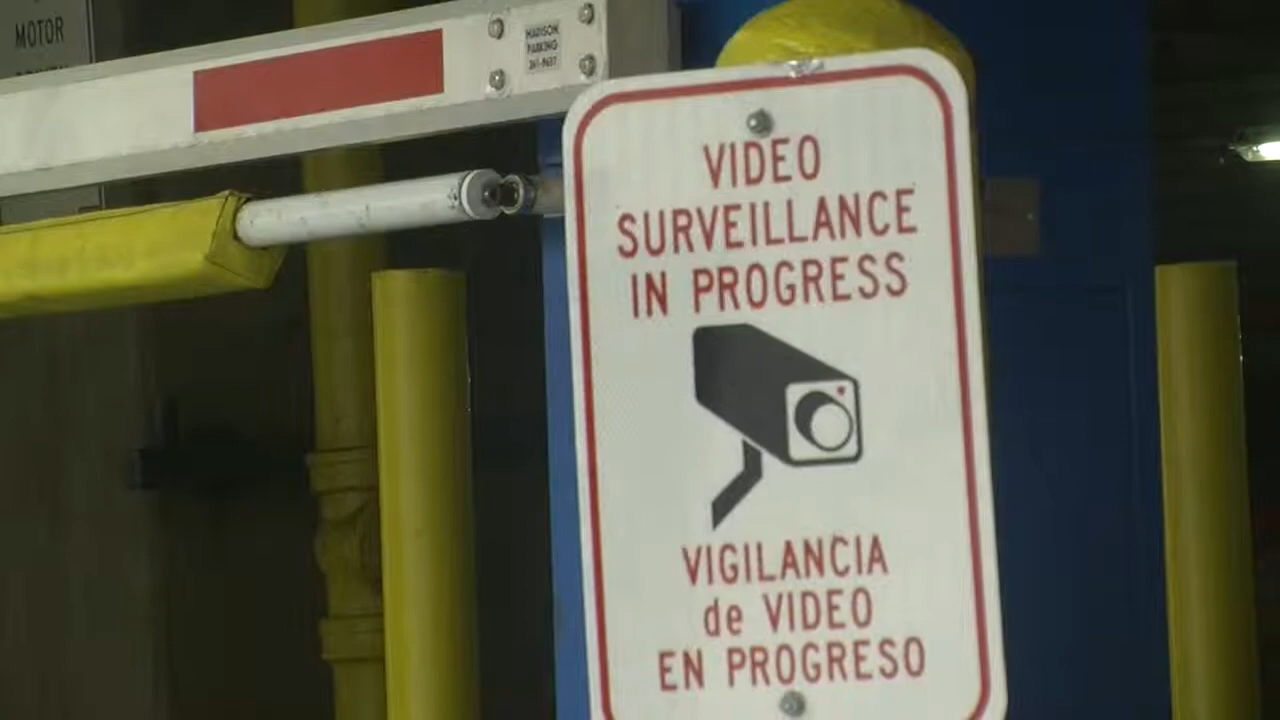 MOTOR
MADISON
PARKING
VIDEO
SURVEILLANCE
IN PROGRESS
VIGILANCIA
de VIDEO
EN PROGRESO